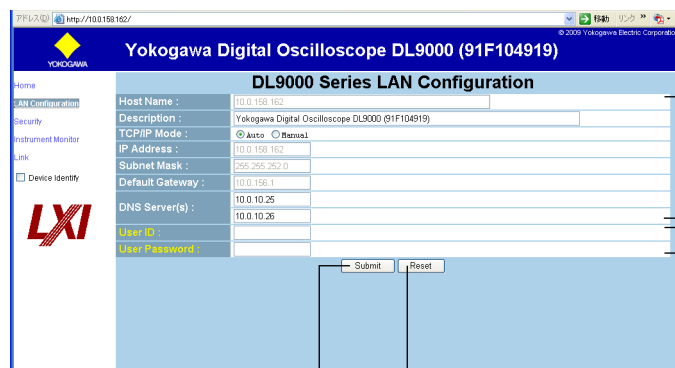 アドレス(D) http://10.0.158.162/ 移動 リンク »
© 2009 Yokogawa Electric Corporatio
YOKOGAWA
Yokogawa Digital Oscilloscope DL9000 (91F104919)
DL9000 Series LAN Configuration
Home
LAN Configuration
Security
Instrument Monitor
Link
Device Identify
LXI
Host Name : 10.0.158.162
Description : Yokogawa Digital Oscilloscope DL9000 (91F104919)
TCP/IP Mode : Auto Manual
IP Address : 10.0.158.162
Subnet Mask : 255.255.252.0
Default Gateway : 10.0.156.1
DNS Server(s) : 10.0.10.25
10.0.10.26
User ID :
User Password :
Submit Reset